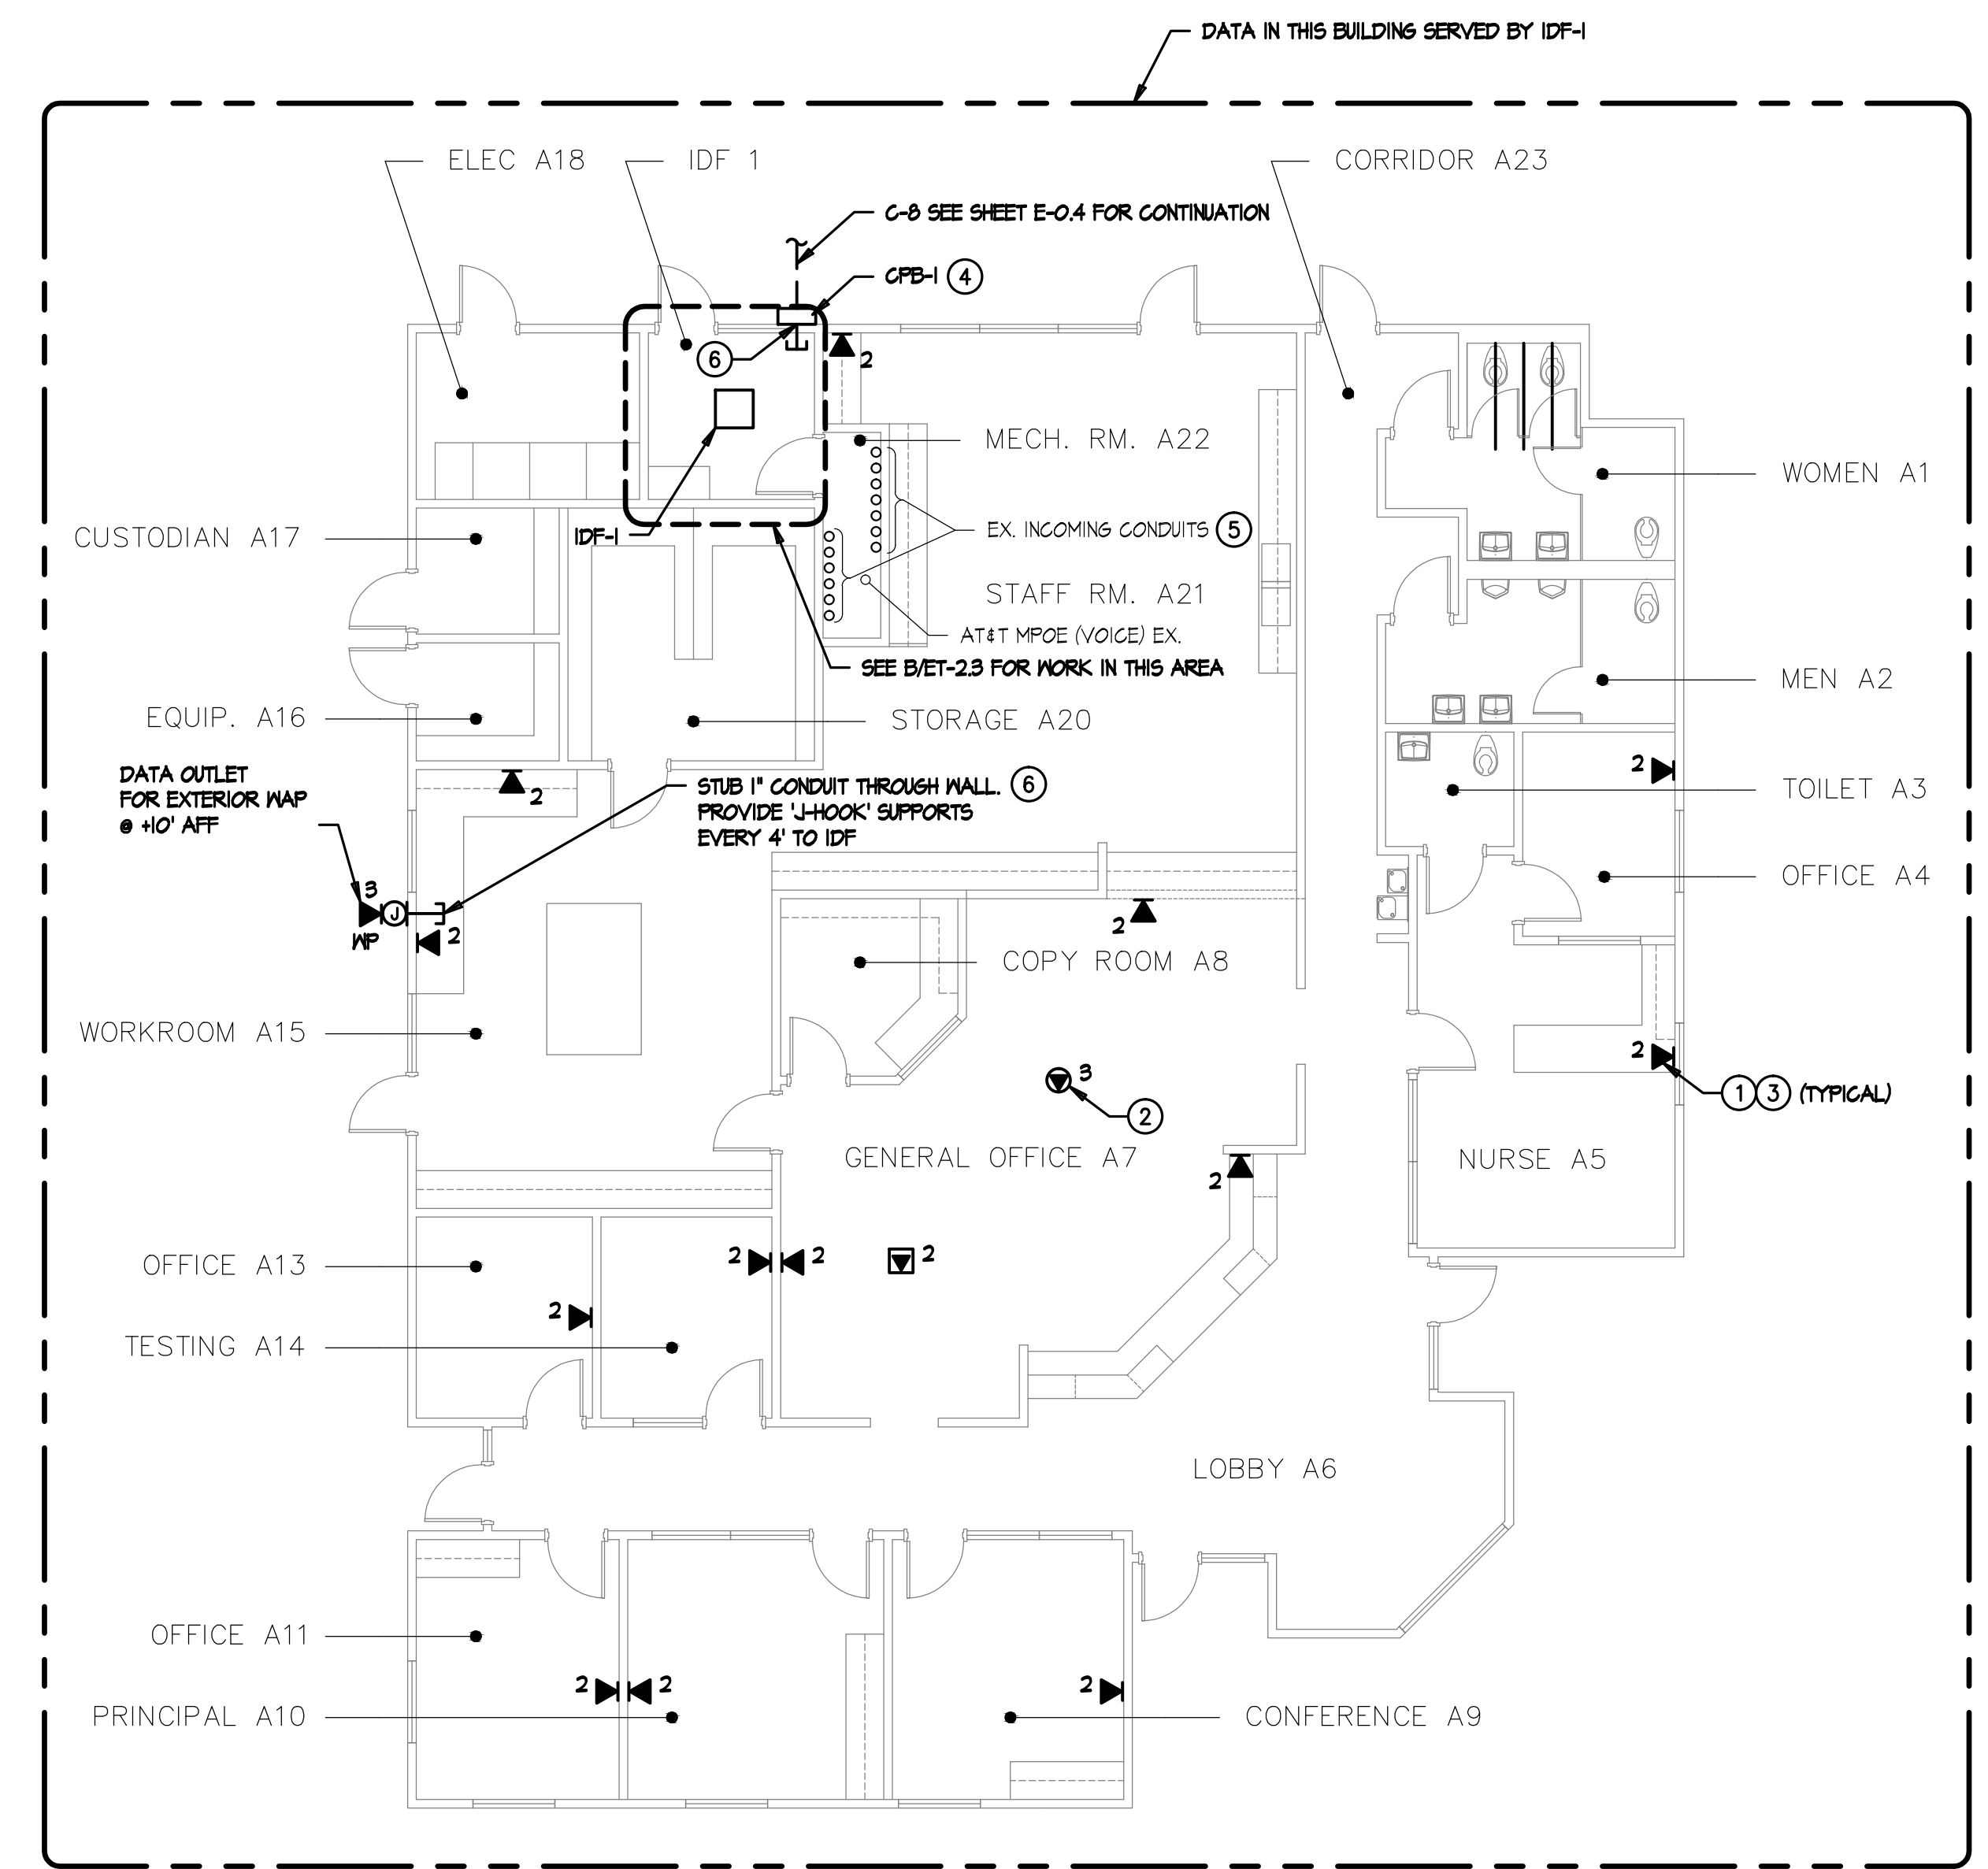 DATA IN THIS BUILDING SERVED BY IDF-1
ELEC A18
IDF 1
CORRIDOR A23
C-8 SEE SHEET E-0.4 FOR CONTINUATION
CPB-1 4
6
2
MECH. RM. A22
WOMEN A1
CUSTODIAN A17
IDF-1
EX. INCOMING CONDUITS 5
STAFF RM. A21
AT&T MPOE (VOICE) EX.
SEE B/ET-2.3 FOR WORK IN THIS AREA
MEN A2
EQUIP. A16
STORAGE A20
DATA OUTLET
FOR EXTERIOR WAP
@ +10' AFF
2
STUB 1" CONDUIT THROUGH WALL. 6
PROVIDE 'J-HOOK' SUPPORTS
EVERY 4' TO IDF
2
TOILET A3
OFFICE A4
3
J
WP
2
2
COPY ROOM A8
WORKROOM A15
3
2
2
1 3 (TYPICAL)
GENERAL OFFICE A7
2
NURSE A5
OFFICE A13
2
2
2
2
TESTING A14
LOBBY A6
OFFICE A11
2
2
2
PRINCIPAL A10
CONFERENCE A9